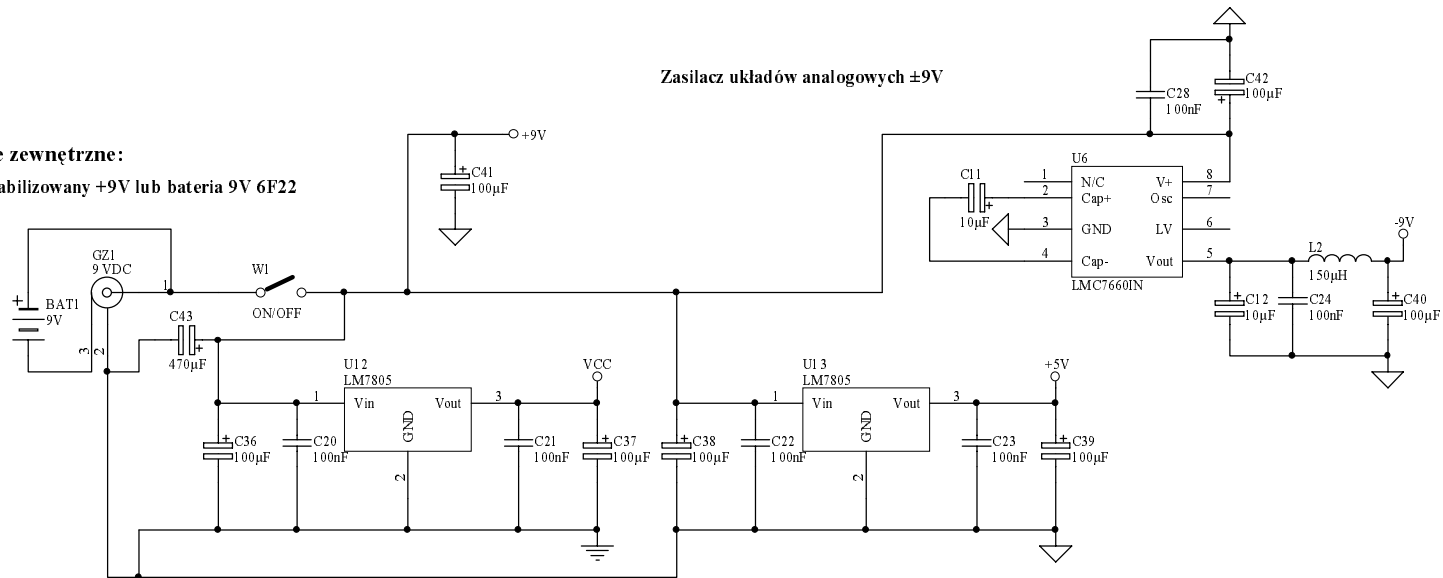 Zasilacz układów analogowych ±9V
e zewnętrzne:
abilizowany +9V lub bateria 9V 6F22
C42
100µF
C28
100nF
+9V
C41
100µF
U6
1 N/C V+ 8
2 Cap+ Osc 7
3 GND LV 6
4 Cap- Vout 5
LMC7660IN
C11
10µF
-9V
L2
150µH
C12
10µF
C24
100nF
C40
100µF
GZ1
9 VDC
1
W1
ON/OFF
BAT1
9V
3
2
C43
470µF
U12
LM7805
1 Vin Vout 3
GND
2
VCC
U13
LM7805
1 Vin Vout 3
GND
2
+5V
C36
100µF
C20
100nF
C21
100nF
C37
100µF
C38
100µF
C22
100nF
C23
100nF
C39
100µF